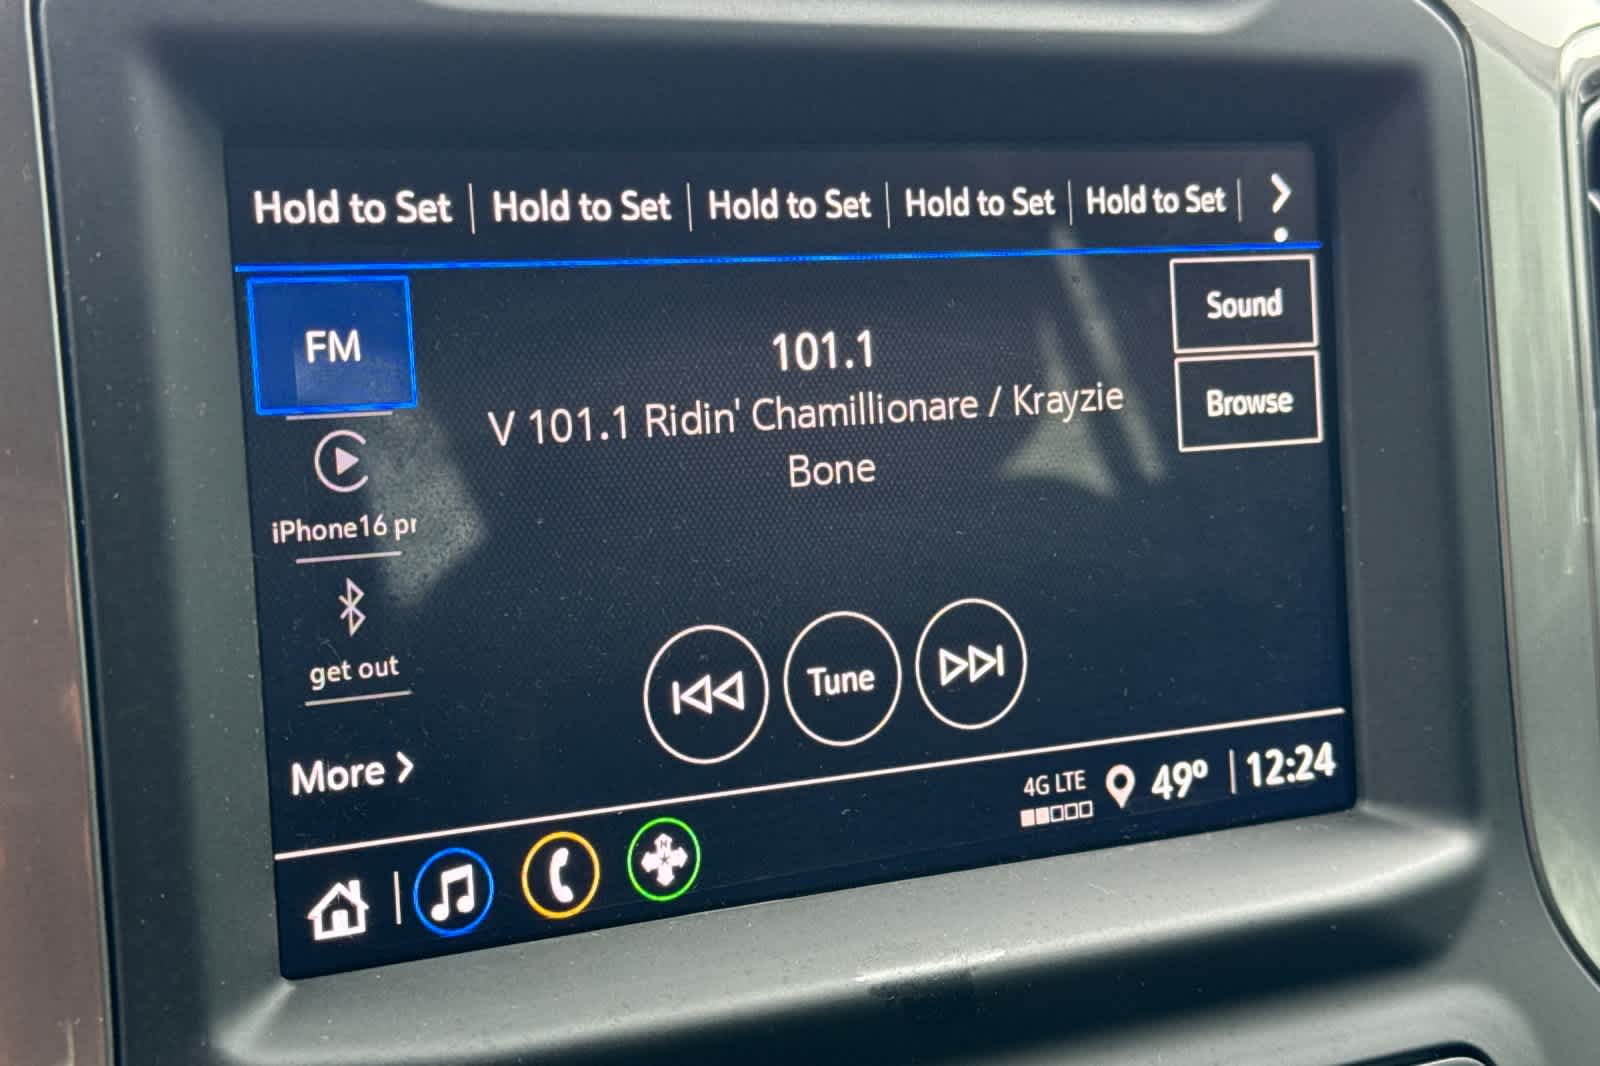 Hold to Set | Hold to Set | Hold to Set | Hold to Set | Hold to Set |
FM
101.1
V 101.1 Ridin' Chamillionare / Krayzie
Bone
Sound
Browse
iPhone16 pr
get out
Tune
More
4G LTE
49°
12:24